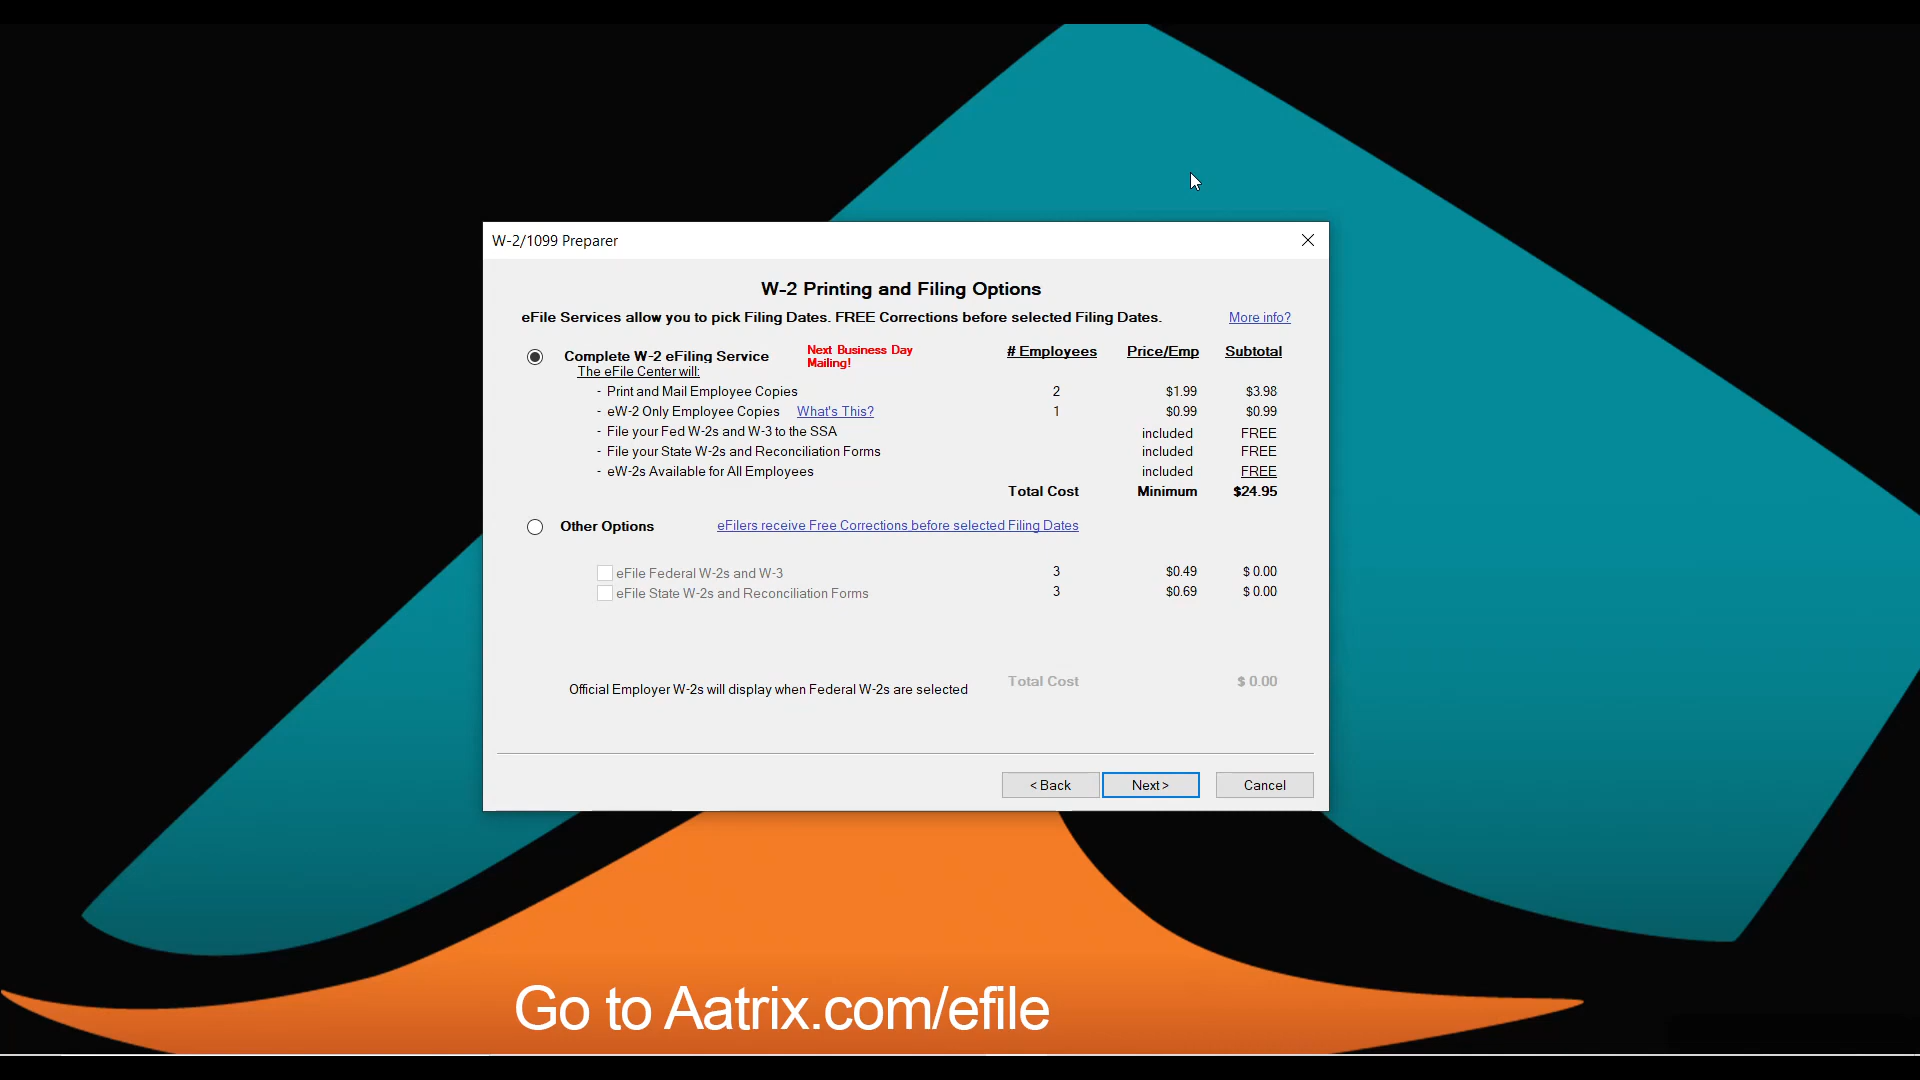 W-2/1099 Preparer
W-2 Printing and Filing Options
eFile Services allow you to pick Filing Dates. FREE Corrections before selected Filing Dates. More info?
Complete W-2 eFiling Service Next Business Day Mailing! # Employees Price/Emp Subtotal
The eFile Center will:
- Print and Mail Employee Copies 2 $1.99 $3.98
- eW-2 Only Employee Copies What's This? 1 $0.99 $0.99
- File your Fed W-2s and W-3 to the SSA included FREE
- File your State W-2s and Reconciliation Forms included FREE
- eW-2s Available for All Employees included FREE
Total Cost Minimum $24.95
Other Options eFilers receive Free Corrections before selected Filing Dates
eFile Federal W-2s and W-3 3 $0.49 $ 0.00
eFile State W-2s and Reconciliation Forms 3 $0.69 $ 0.00
Total Cost $ 0.00
Official Employer W-2s will display when Federal W-2s are selected
< Back Next > Cancel
Go to Aatrix.com/efile